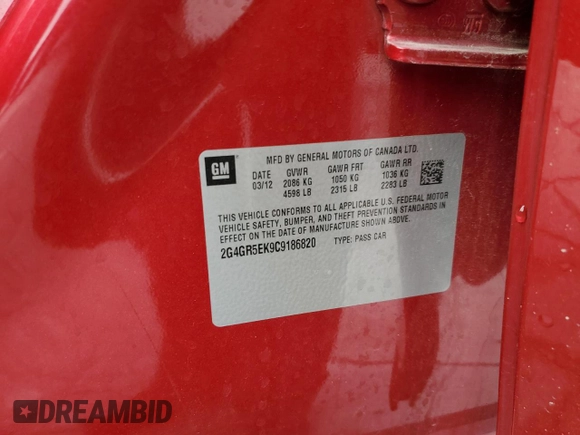 GM
MFD BY GENERAL MOTORS OF CANADA LTD.
DATE GVWR GAWR FRT GAWR RR
03/12 2086 KG 1050 KG 1036 KG
4598 LB 2315 LB 2283 LB
THIS VEHICLE CONFORMS TO ALL APPLICABLE U.S. FEDERAL MOTOR
VEHICLE SAFETY, BUMPER, AND THEFT PREVENTION STANDARDS IN
EFFECT ON THE DATE OF MANUFACTURE SHOWN ABOVE.
2G4GR5EK9C9186820 TYPE: PASS CAR
DREAMBID